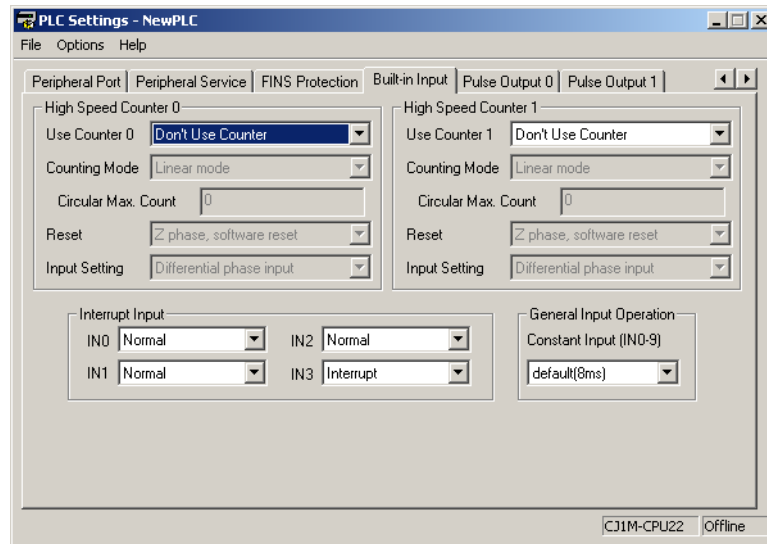 PLC Settings - NewPLC
File Options Help
Peripheral Port Peripheral Service FINS Protection Built-in Input Pulse Output 0 Pulse Output 1
High Speed Counter 0
Use Counter 0 Don't Use Counter
Counting Mode Linear mode
Circular Max. Count 0
Reset Z phase, software reset
Input Setting Differential phase input
High Speed Counter 1
Use Counter 1 Don't Use Counter
Counting Mode Linear mode
Circular Max. Count 0
Reset Z phase, software reset
Input Setting Differential phase input
Interrupt Input
IN0 Normal IN2 Normal
IN1 Normal IN3 Interrupt
General Input Operation
Constant Input (IN0-9)
default(8ms)
CJ1M-CPU22 Offline